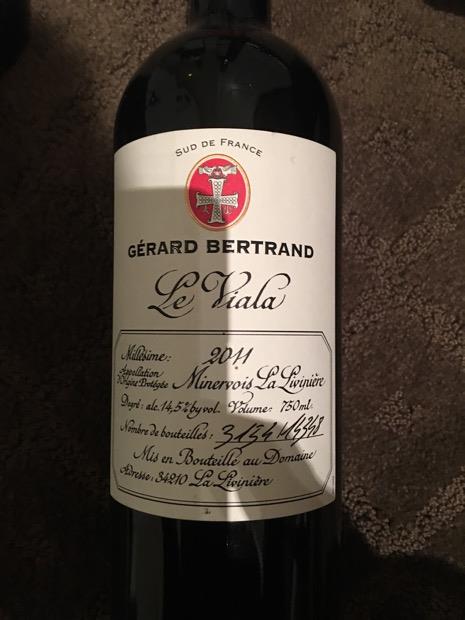 SUD DE FRANCE
GÉRARD BERTRAND
Le Viala
Millésime: 2011
Appellation
d'Origine Protégée Minervois La Livinière
Degré: alc. 14,5% by vol. Volume: 750 ml.
Nombre de bouteilles:
Mis en Bouteille au Domaine
Adresse: 34210 La Livinière